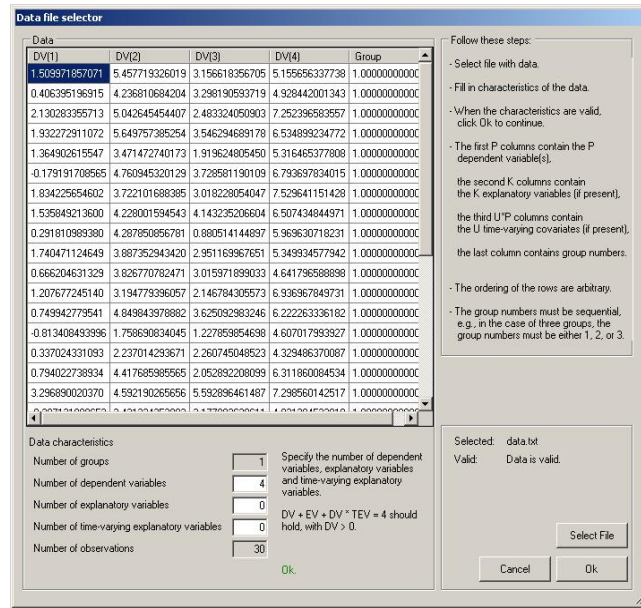 Data file selector
Data
DV(1) DV(2) DV(3) DV(4) Group
1.509971857071 5.457719326019 3.156618356705 5.155656337738 1.00000000000
0.406395196915 4.236810684204 3.298190593719 4.928442001343 1.00000000000
2.130283355713 5.042645454407 2.483324050903 7.252396583557 1.00000000000
1.932272911072 5.649757385254 3.546294689178 6.534899234772 1.00000000000
1.364902615547 3.471472740173 1.919624805450 5.316465377808 1.00000000000
-0.179191708565 4.760945320129 3.728581190109 6.793697834015 1.00000000000
1.834225654602 3.722101688385 3.018228054047 7.529641151428 1.00000000000
1.535849213600 4.228001594543 4.143235206604 6.507434844971 1.00000000000
0.291810989380 4.287850856781 0.880514144897 5.969630718231 1.00000000000
1.740471124649 3.887352943420 2.951169967651 5.349934577942 1.00000000000
0.666204631329 3.826770782471 3.015971899033 4.641796588898 1.00000000000
1.207677245140 3.194779396057 2.146784305573 6.936967849731 1.00000000000
0.749942779541 4.849843978882 3.625092983246 6.222263336182 1.00000000000
-0.813408493996 1.758690834045 1.227859854698 4.607017993927 1.00000000000
0.337024331093 2.237014293671 2.260745048523 4.329486370087 1.00000000000
0.794022738934 4.417685985565 2.052892208099 6.311860084534 1.00000000000
3.296890020370 4.592190265656 5.592896461487 7.298560142517 1.00000000000
Data characteristics
Number of groups 1
Number of dependent variables 4
Number of explanatory variables 0
Number of time-varying explanatory variables 0
Number of observations 30
Specify the number of dependent
variables, explanatory variables
and time-varying explanatory
variables.
DV + EV + DV * TEV = 4 should
hold, with DV > 0.
Ok.
Follow these steps:
- Select file with data.
- Fill in characteristics of the data.
- When the characteristics are valid,
click Ok to continue.
- The first P columns contain the P
dependent variable(s),
the second K columns contain
the K explanatory variables (if present),
the third U*P columns contain
the U time-varying covariates (if present),
the last column contains group numbers.
- The ordering of the rows are arbitrary.
- The group numbers must be sequential,
e.g., in the case of three groups, the
group numbers must be either 1, 2, or 3.
Selected: data.txt
Valid: Data is valid.
Select File
Cancel Ok